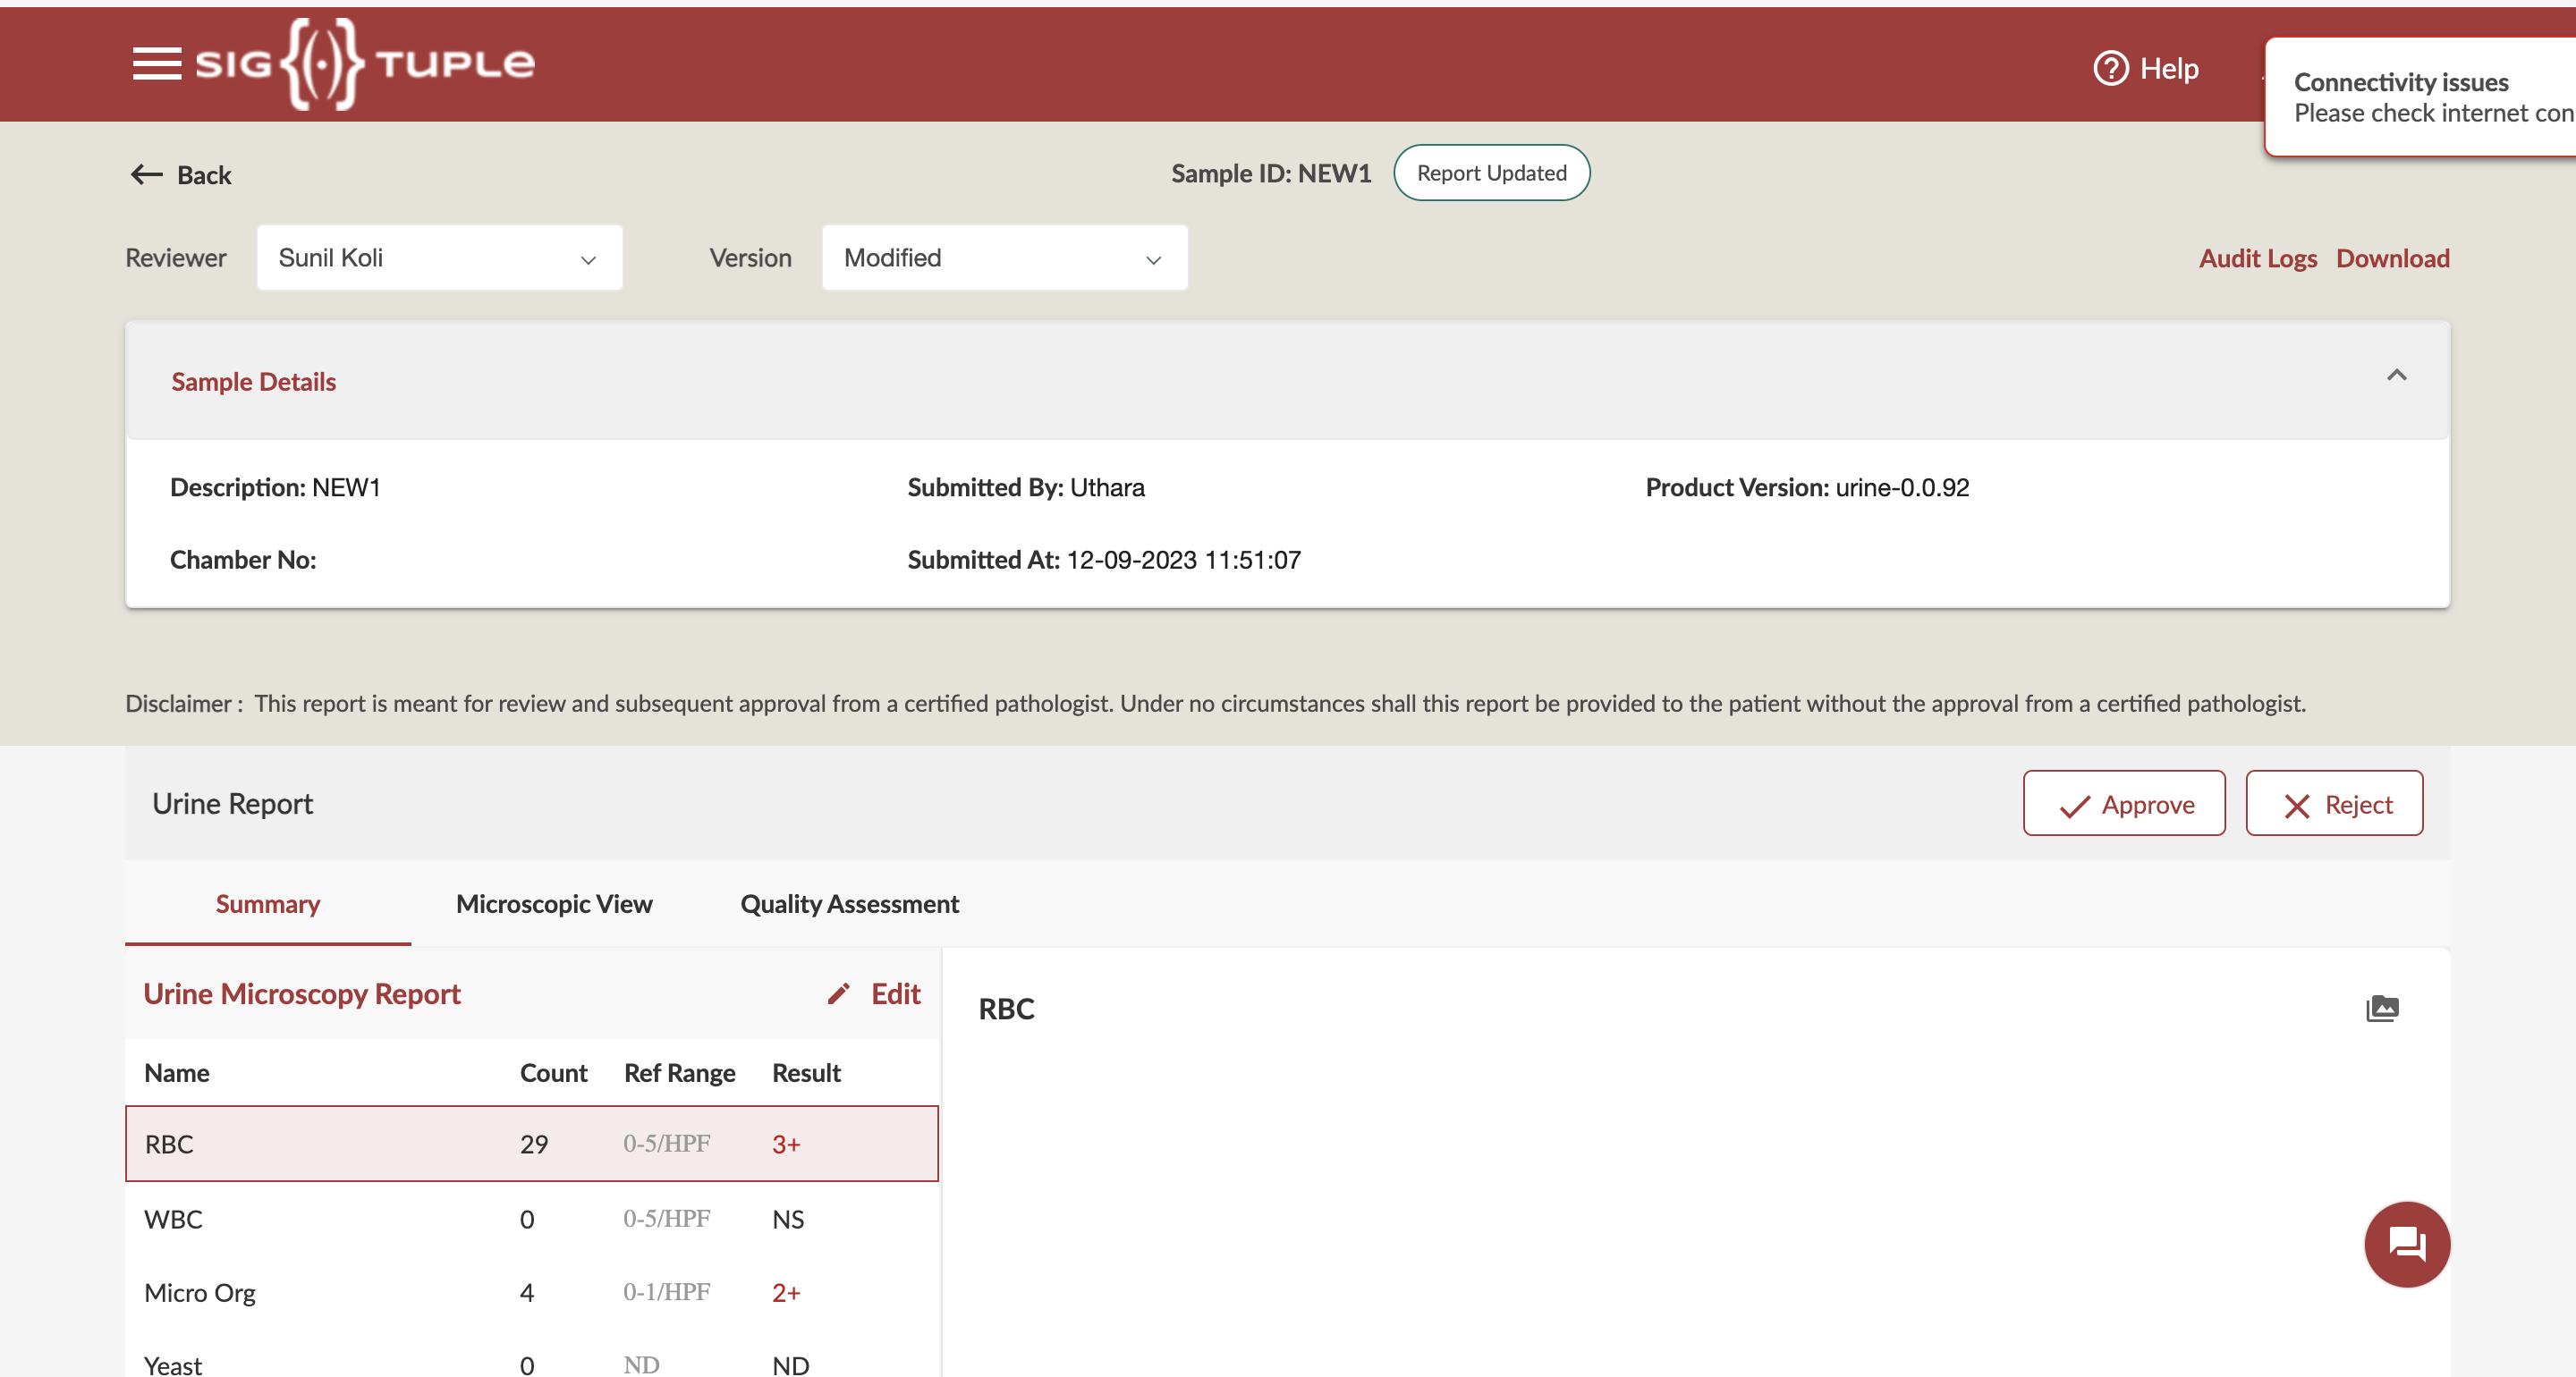 SIG{(·)}TUPLE
Help
Connectivity issues
Please check internet con
Back
Sample ID: NEW1
Report Updated
Reviewer
Sunil Koli
Version
Modified
Audit Logs
Download
Sample Details
Description: NEW1
Submitted By: Uthara
Product Version: urine-0.0.92
Chamber No:
Submitted At: 12-09-2023 11:51:07
Disclaimer : This report is meant for review and subsequent approval from a certified pathologist. Under no circumstances shall this report be provided to the patient without the approval from a certified pathologist.
Urine Report
Approve
Reject
Summary
Microscopic View
Quality Assessment
Urine Microscopy Report
Edit
RBC
Name Count Ref Range Result
RBC 29 0-5/HPF 3+
WBC 0 0-5/HPF NS
Micro Org 4 0-1/HPF 2+
Yeast 0 ND ND